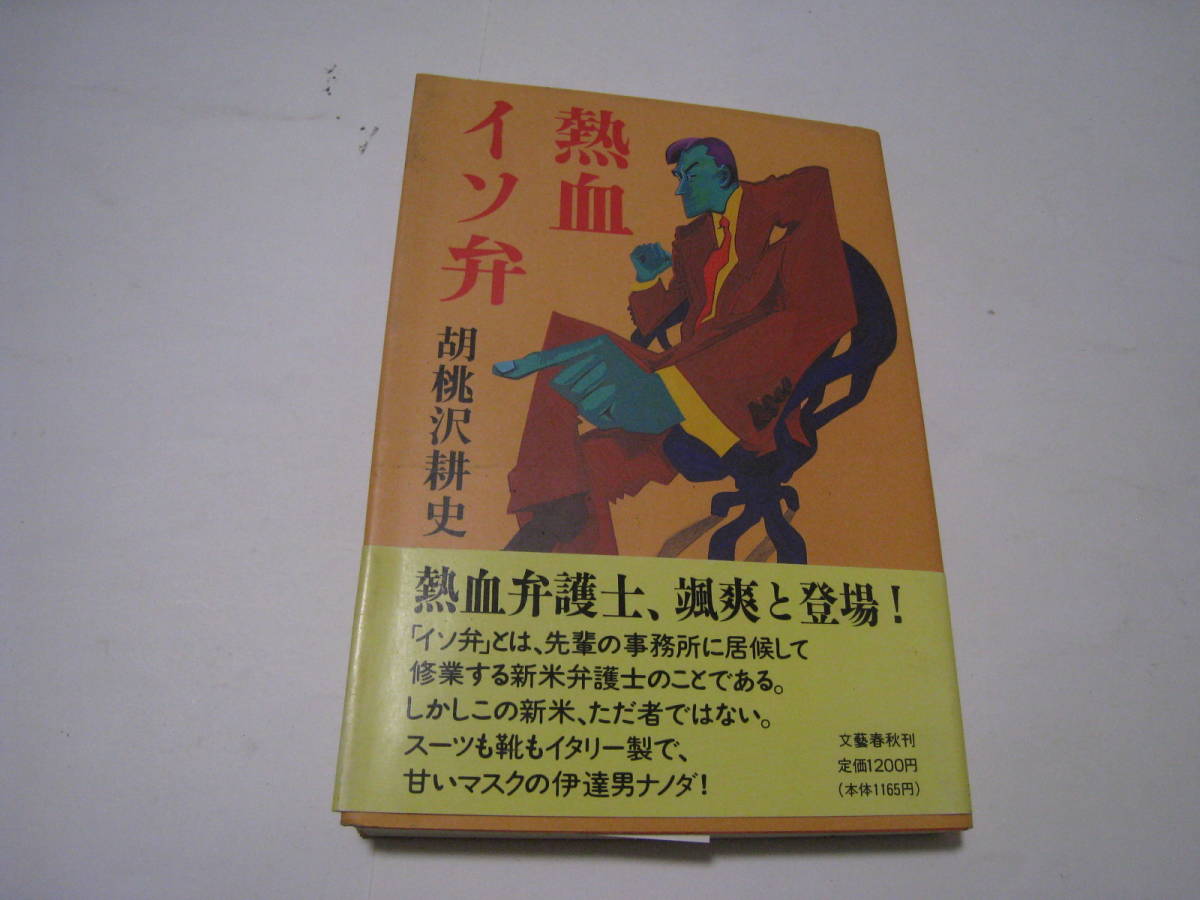 熱血
イソ弁
胡桃沢耕史
熱血弁護士、颯爽と登場！
「イソ弁」とは、先輩の事務所に居候して
修業する新米弁護士のことである。
しかしこの新米、ただ者ではない。
スーツも靴もイタリー製で、
甘いマスクの伊達男ナノダ！
文藝春秋刊
定価1200円
（本体1165円）